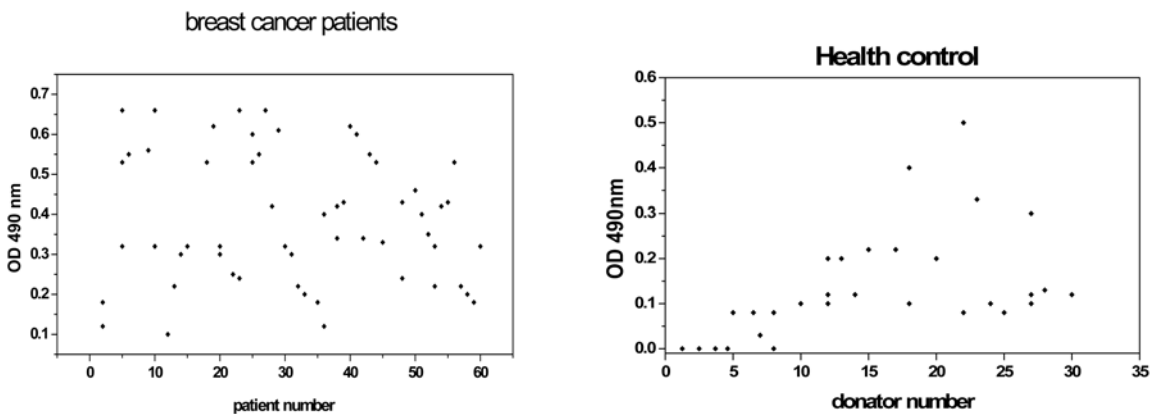 breast cancer patients
OD 490 nm
0.7
0.6
0.5
0.4
0.3
0.2
0.1
0 10 20 30 40 50 60
patient number
Health control
OD 490nm
0.6
0.5
0.4
0.3
0.2
0.1
0.0
0 5 10 15 20 25 30 35
donator number